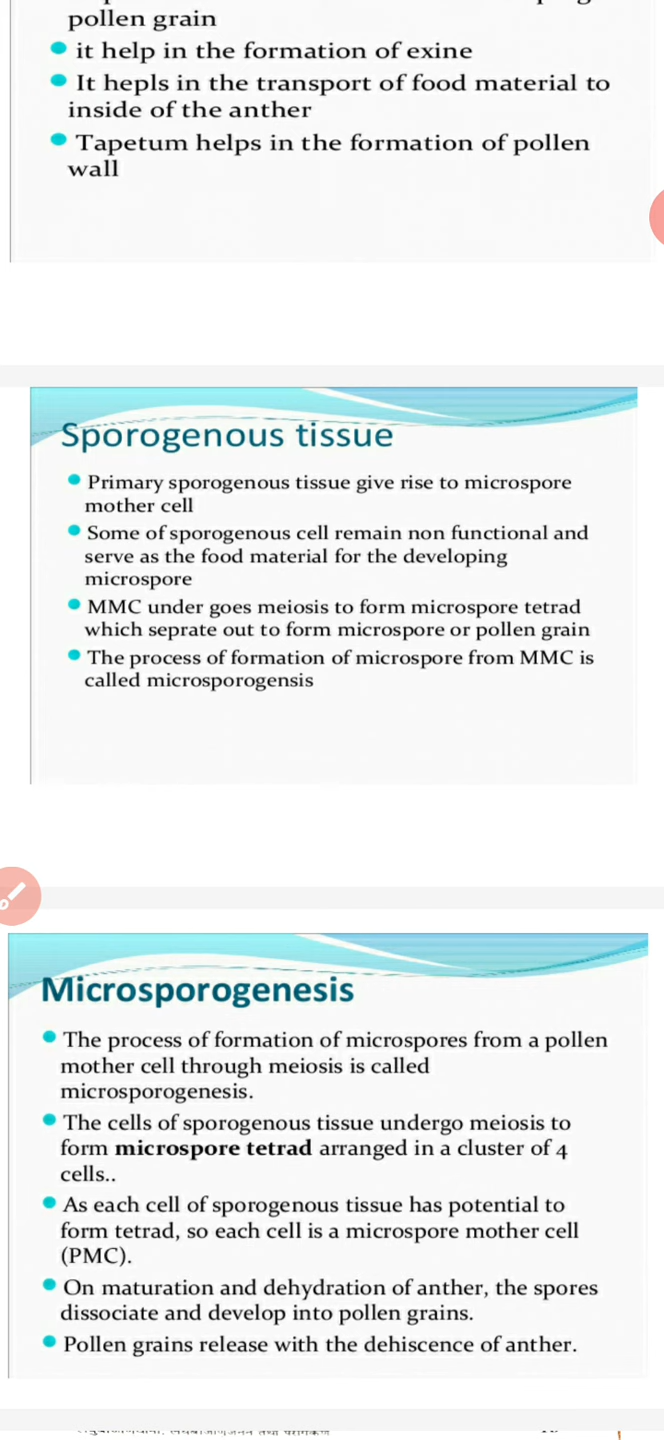 pollen grain
it help in the formation of exine
It hepls in the transport of food material to
inside of the anther
Tapetum helps in the formation of pollen
wall
Sporogenous tissue
Primary sporogenous tissue give rise to microspore
mother cell
Some of sporogenous cell remain non functional and
serve as the food material for the developing
microspore
MMC under goes meiosis to form microspore tetrad
which seprate out to form microspore or pollen grain
The process of formation of microspore from MMC is
called microsporogensis
Microsporogenesis
The process of formation of microspores from a pollen
mother cell through meiosis is called
microsporogenesis.
The cells of sporogenous tissue undergo meiosis to
form microspore tetrad arranged in a cluster of 4
cells..
As each cell of sporogenous tissue has potential to
form tetrad, so each cell is a microspore mother cell
(PMC).
On maturation and dehydration of anther, the spores
dissociate and develop into pollen grains.
Pollen grains release with the dehiscence of anther.